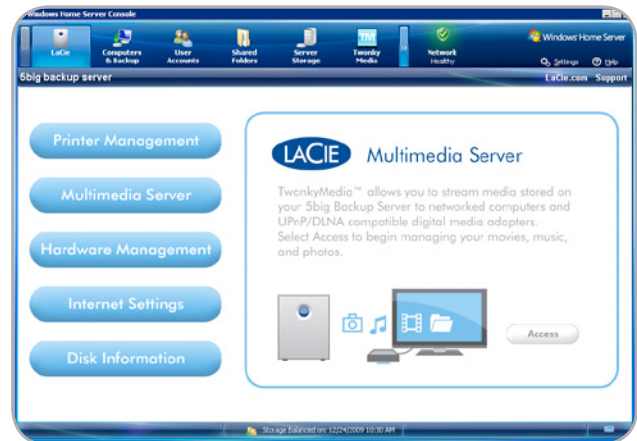 Windows Home Server Console
LaCie
Computers & Backup
User Accounts
Shared Folders
Server Storage
Twonky Media
Network
Healthy
Windows Home Server
Settings
Help
5big backup server
LaCie.com Support
Printer Management
Multimedia Server
Hardware Management
Internet Settings
Disk Information
LACIE Multimedia Server
TwonkyMedia™ allows you to stream media stored on
your 5big Backup Server to networked computers and
UPnP/DLNA compatible digital media adapters.
Select Access to begin managing your movies, music,
and photos.
Access
Storage Balanced on: 12/24/2009 10:30 AM